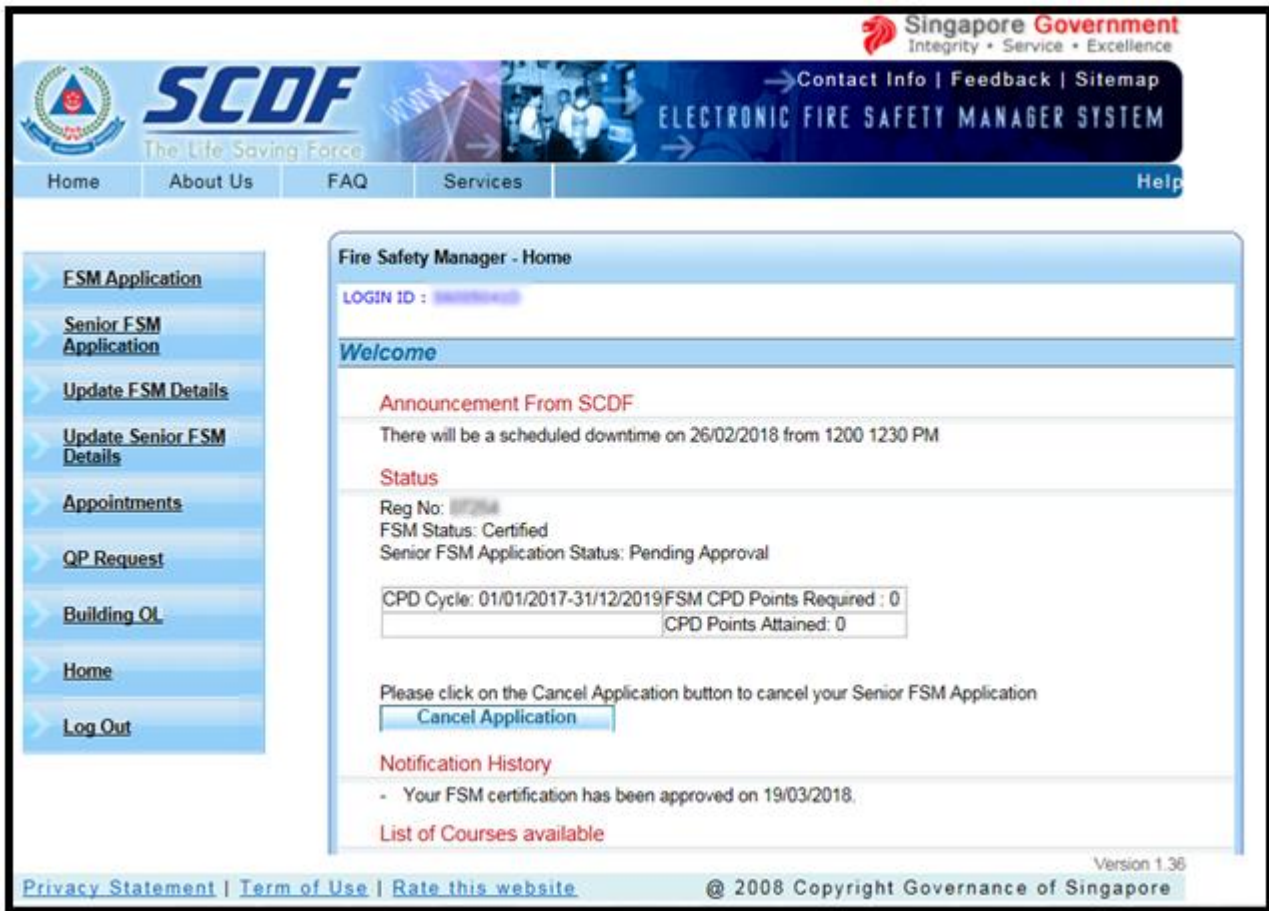 Singapore Government
Integrity • Service • Excellence
SCDF
The Life Saving Force
Contact Info | Feedback | Sitemap
ELECTRONIC FIRE SAFETY MANAGER SYSTEM
Home About Us FAQ Services Help
FSM Application
Senior FSM
Application
Update FSM Details
Update Senior FSM
Details
Appointments
QP Request
Building OL
Home
Log Out
Fire Safety Manager - Home
LOGIN ID :
Welcome
Announcement From SCDF
There will be a scheduled downtime on 26/02/2018 from 1200 1230 PM
Status
Reg No:
FSM Status: Certified
Senior FSM Application Status: Pending Approval
CPD Cycle: 01/01/2017-31/12/2019 FSM CPD Points Required : 0
CPD Points Attained: 0
Please click on the Cancel Application button to cancel your Senior FSM Application
Cancel Application
Notification History
- Your FSM certification has been approved on 19/03/2018.
List of Courses available
Version 1.36
Privacy Statement | Term of Use | Rate this website @ 2008 Copyright Governance of Singapore